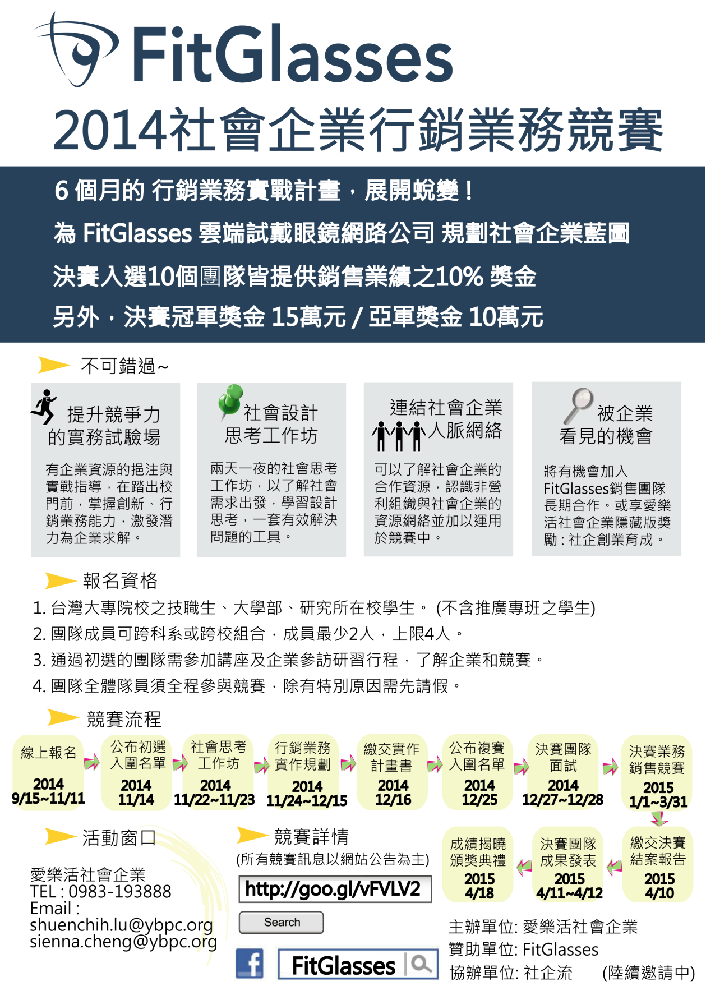 FitGlasses
2014社會企業行銷業務競賽
6 個月的 行銷業務實戰計畫，展開蛻變 !
為 FitGlasses 雲端試戴眼鏡網路公司 規劃社會企業藍圖
決賽入選10個團隊皆提供銷售業績之10% 獎金
另外，決賽冠軍獎金 15萬元 / 亞軍獎金 10萬元
不可錯過~
提升競爭力
的實務試驗場
有企業資源的挹注與
實戰指導，在踏出校
門前，掌握創新、行
銷業務能力，激發潛
力為企業求解。
社會設計
思考工作坊
兩天一夜的社會思考
工作坊，以了解社會
需求出發，學習設計
思考，一套有效解決
問題的工具。
連結社會企業
人脈網絡
可以了解社會企業的
合作資源，認識非營
利組織與社會企業的
資源網絡並加以運用
於競賽中。
被企業
看見的機會
將有機會加入
FitGlasses銷售團隊
長期合作。或享愛樂
活社會企業隱藏版獎
勵 : 社企創業育成。
報名資格
1. 台灣大專院校之技職生、大學部、研究所在校學生。 (不含推廣專班之學生)
2. 團隊成員可跨科系或跨校組合，成員最少2人，上限4人。
3. 通過初選的團隊需參加講座及企業參訪研習行程，了解企業和競賽。
4. 團隊全體隊員須全程參與競賽，除有特別原因需先請假。
競賽流程
線上報名
2014
9/15~11/11
公布初選
入圍名單
2014
11/14
社會思考
工作坊
2014
11/22~11/23
行銷業務
實作規劃
2014
11/24~12/15
繳交實作
計畫書
2014
12/16
公布複賽
入圍名單
2014
12/25
決賽團隊
面試
2014
12/27~12/28
決賽業務
銷售競賽
2015
1/1~3/31
繳交決賽
結案報告
2015
4/10
決賽團隊
成果發表
2015
4/11~4/12
成績揭曉
頒獎典禮
2015
4/18
活動窗口
愛樂活社會企業
TEL : 0983-193888
Email :
shuenchih.lu@ybpc.org
sienna.cheng@ybpc.org
競賽詳情
(所有競賽訊息以網站公告為主)
http://goo.gl/vFVLV2
Search
f
FitGlasses
主辦單位: 愛樂活社會企業
贊助單位: FitGlasses
協辦單位: 社企流 (陸續邀請中)